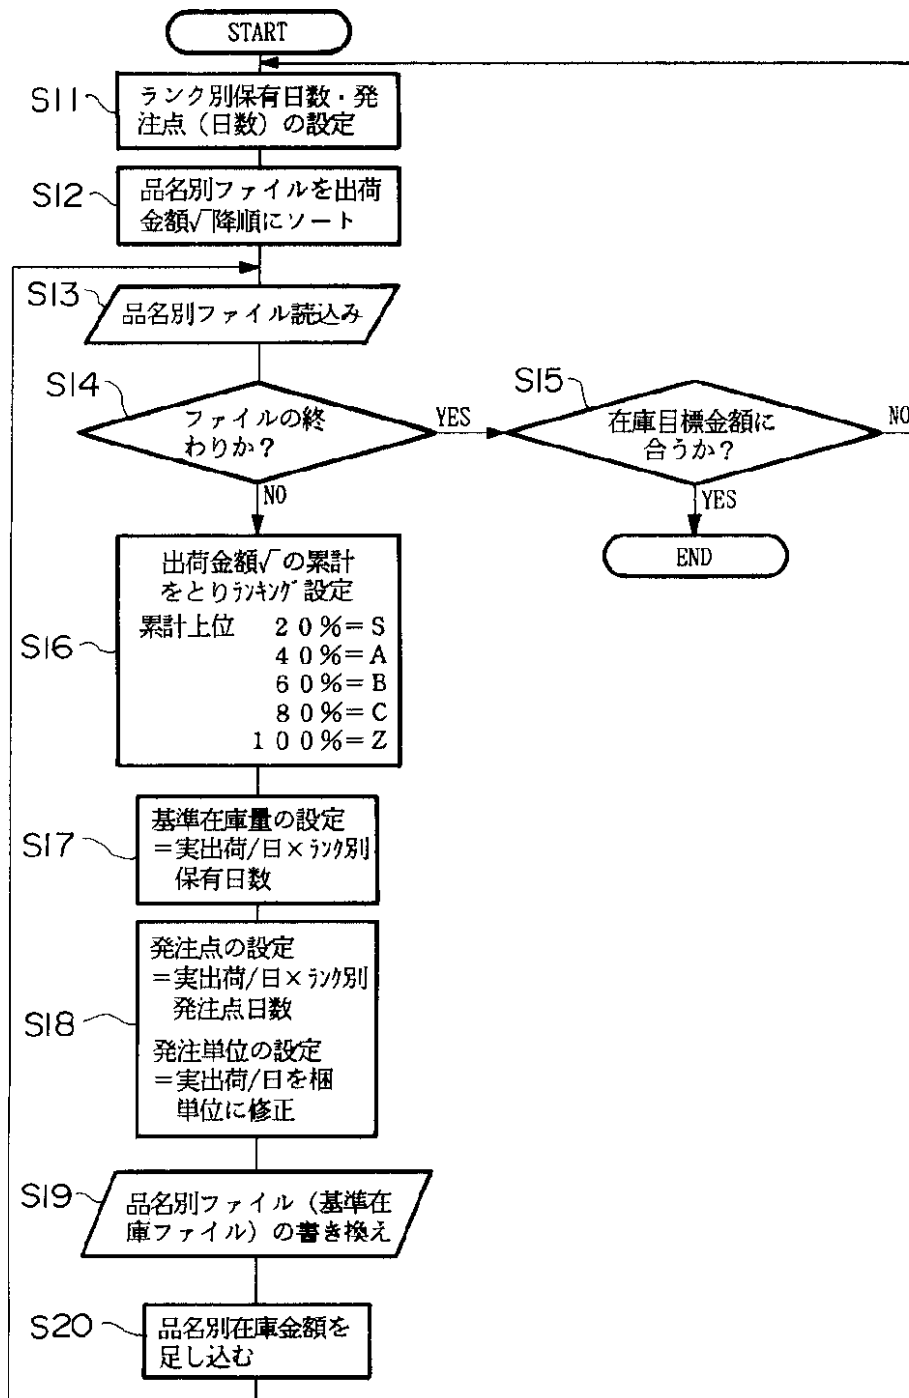 START
S11
ランク別保有日数・発
注点（日数）の設定
S12
品名別ファイルを出荷
金額√降順にソート
S13
品名別ファイル読込み
S14
ファイルの終
わりか？
YES
NO
S15
在庫目標金額に
合うか？
NO
YES
END
S16
出荷金額√の累計
をとりﾗﾝｷﾝｸﾞ設定
累計上位 20%=S
40%=A
60%=B
80%=C
100%=Z
S17
基準在庫量の設定
=実出荷/日×ﾗﾝｸ別
保有日数
S18
発注点の設定
=実出荷/日×ﾗﾝｸ別
発注点日数
発注単位の設定
=実出荷/日を梱
単位に修正
S19
品名別ファイル（基準在
庫ファイル）の書き換え
S20
品名別在庫金額を
足し込む